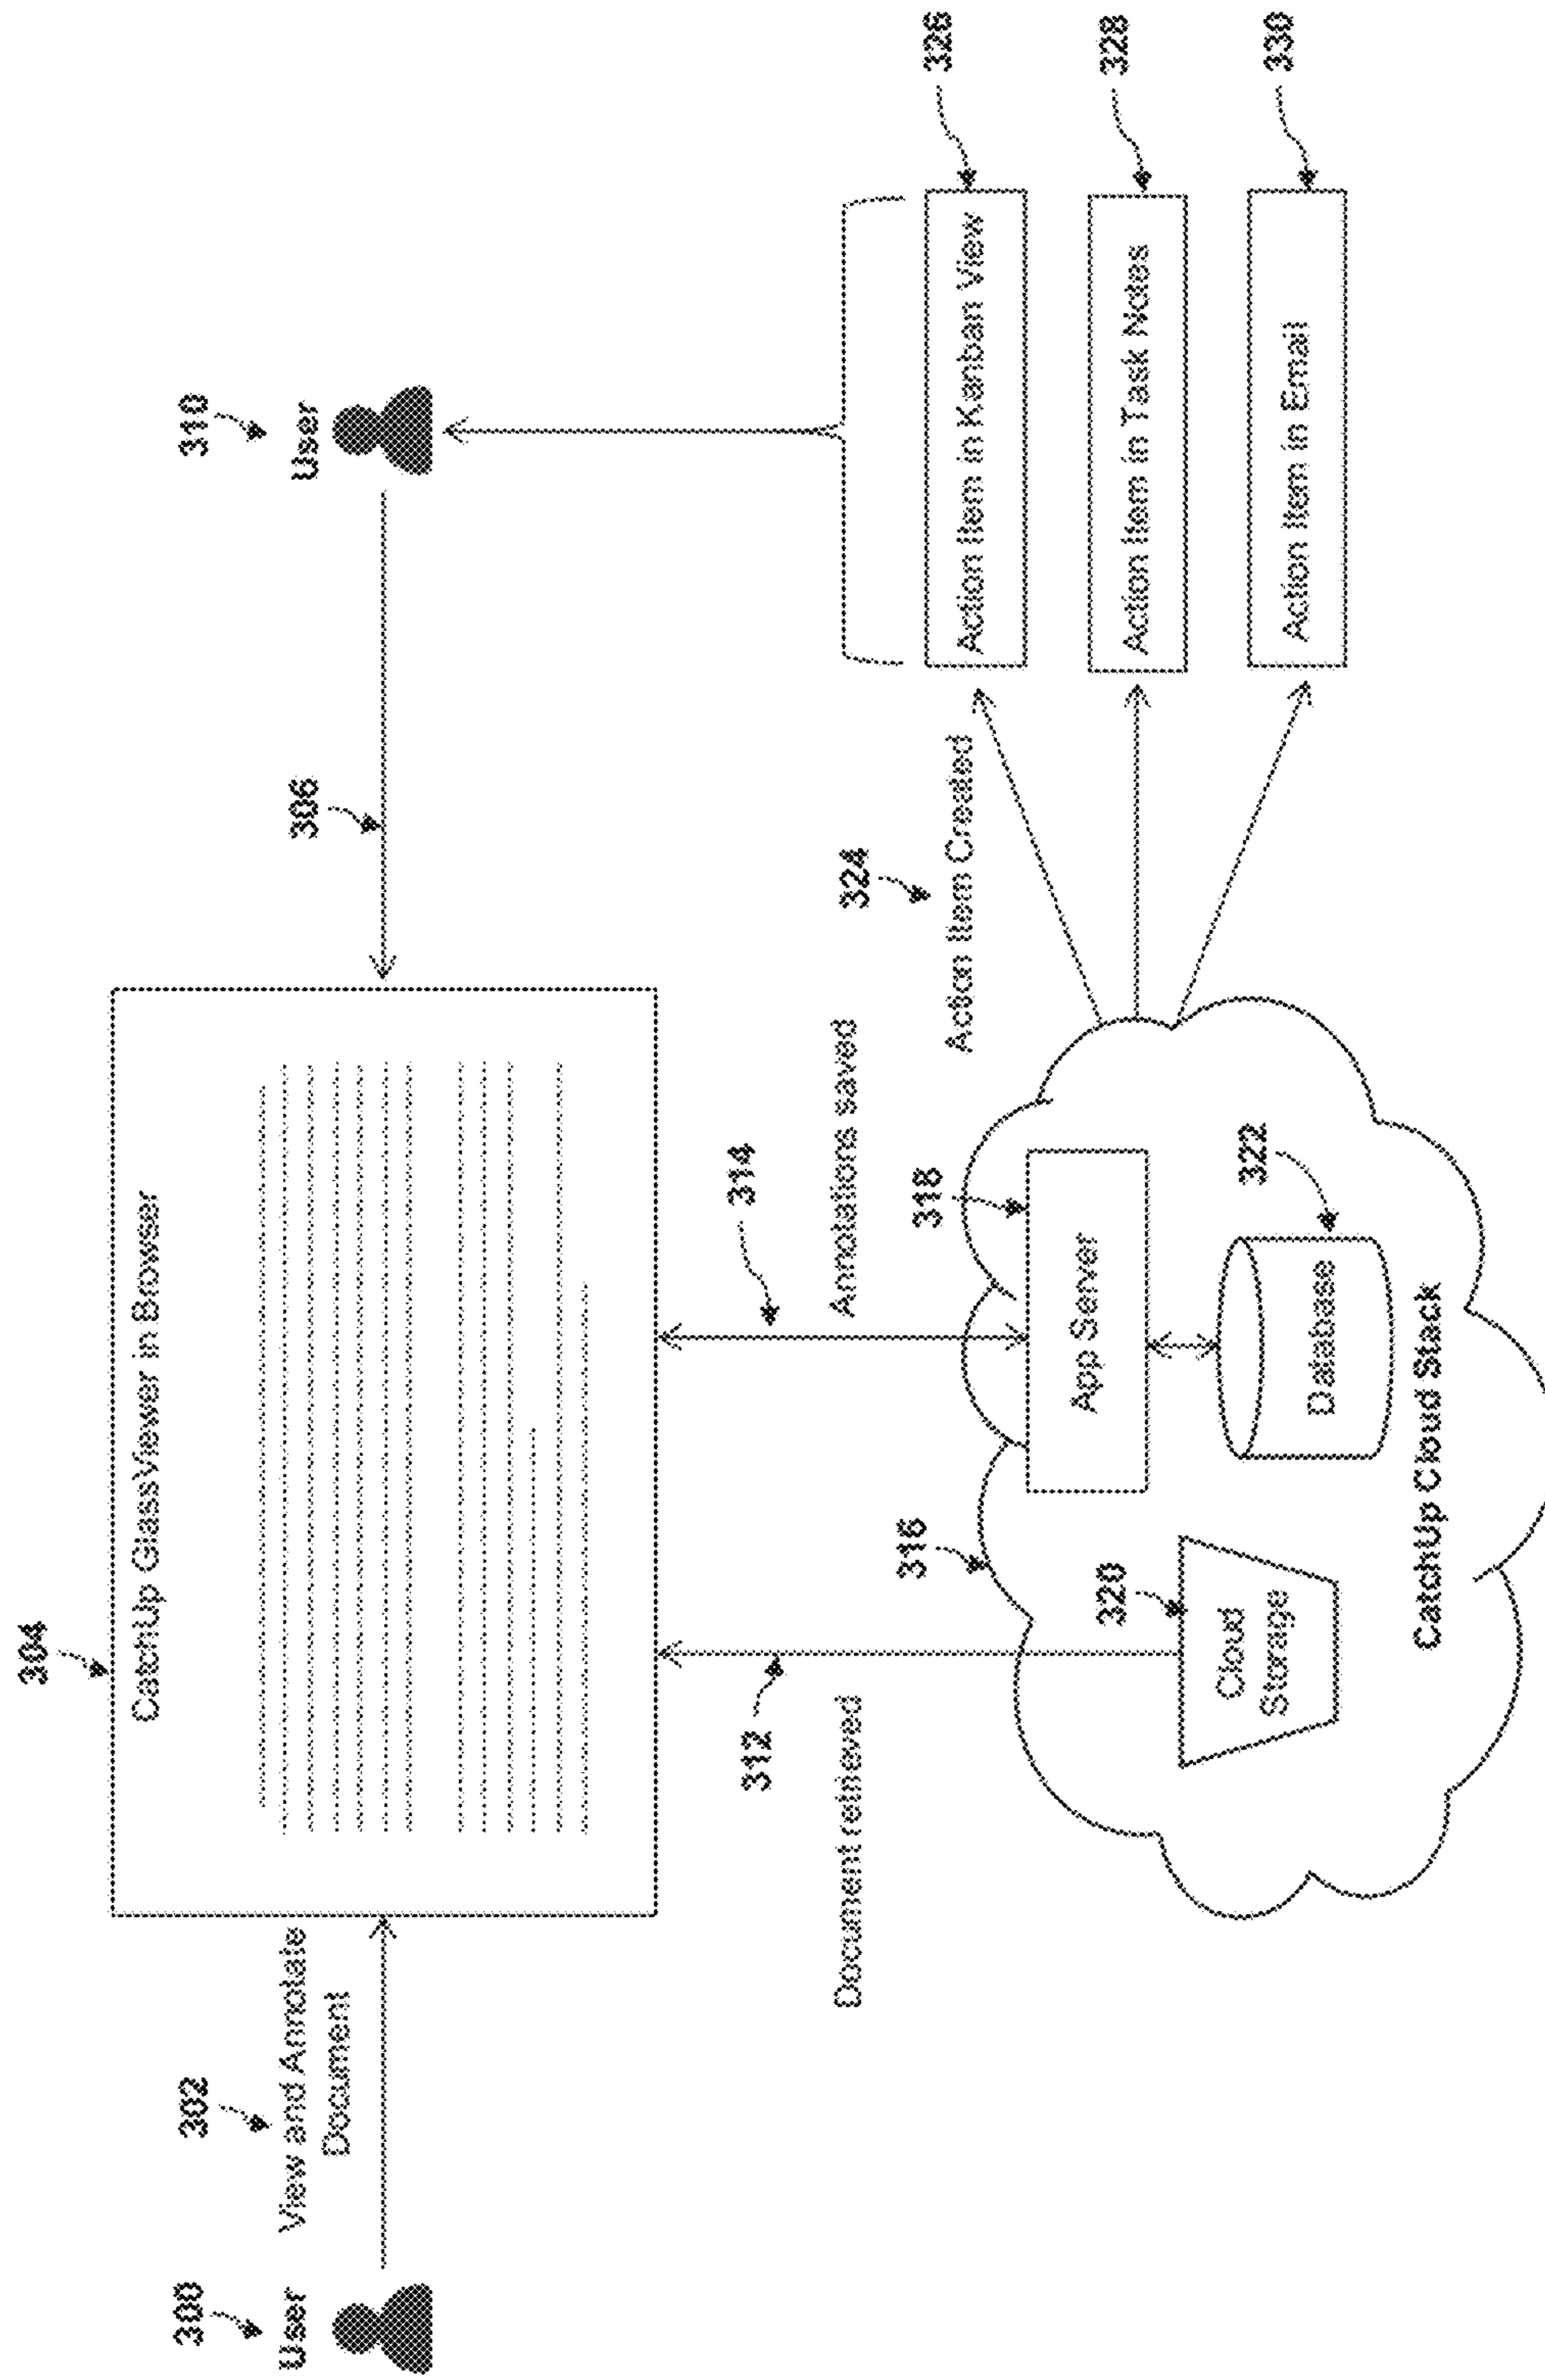 300
User
302
View and Annotate
Document
304
CatchUp GlassViewer in Browser
306
310
User
312
Document retrieved
314
Annotations saved
316
318
App Server
320
Cloud
Storage
322
Database
CatchUp Cloud Stack
324
Action Item Created
326
Action Item in Kanban View
328
Action Item in Task Notes
330
Action Item in Email